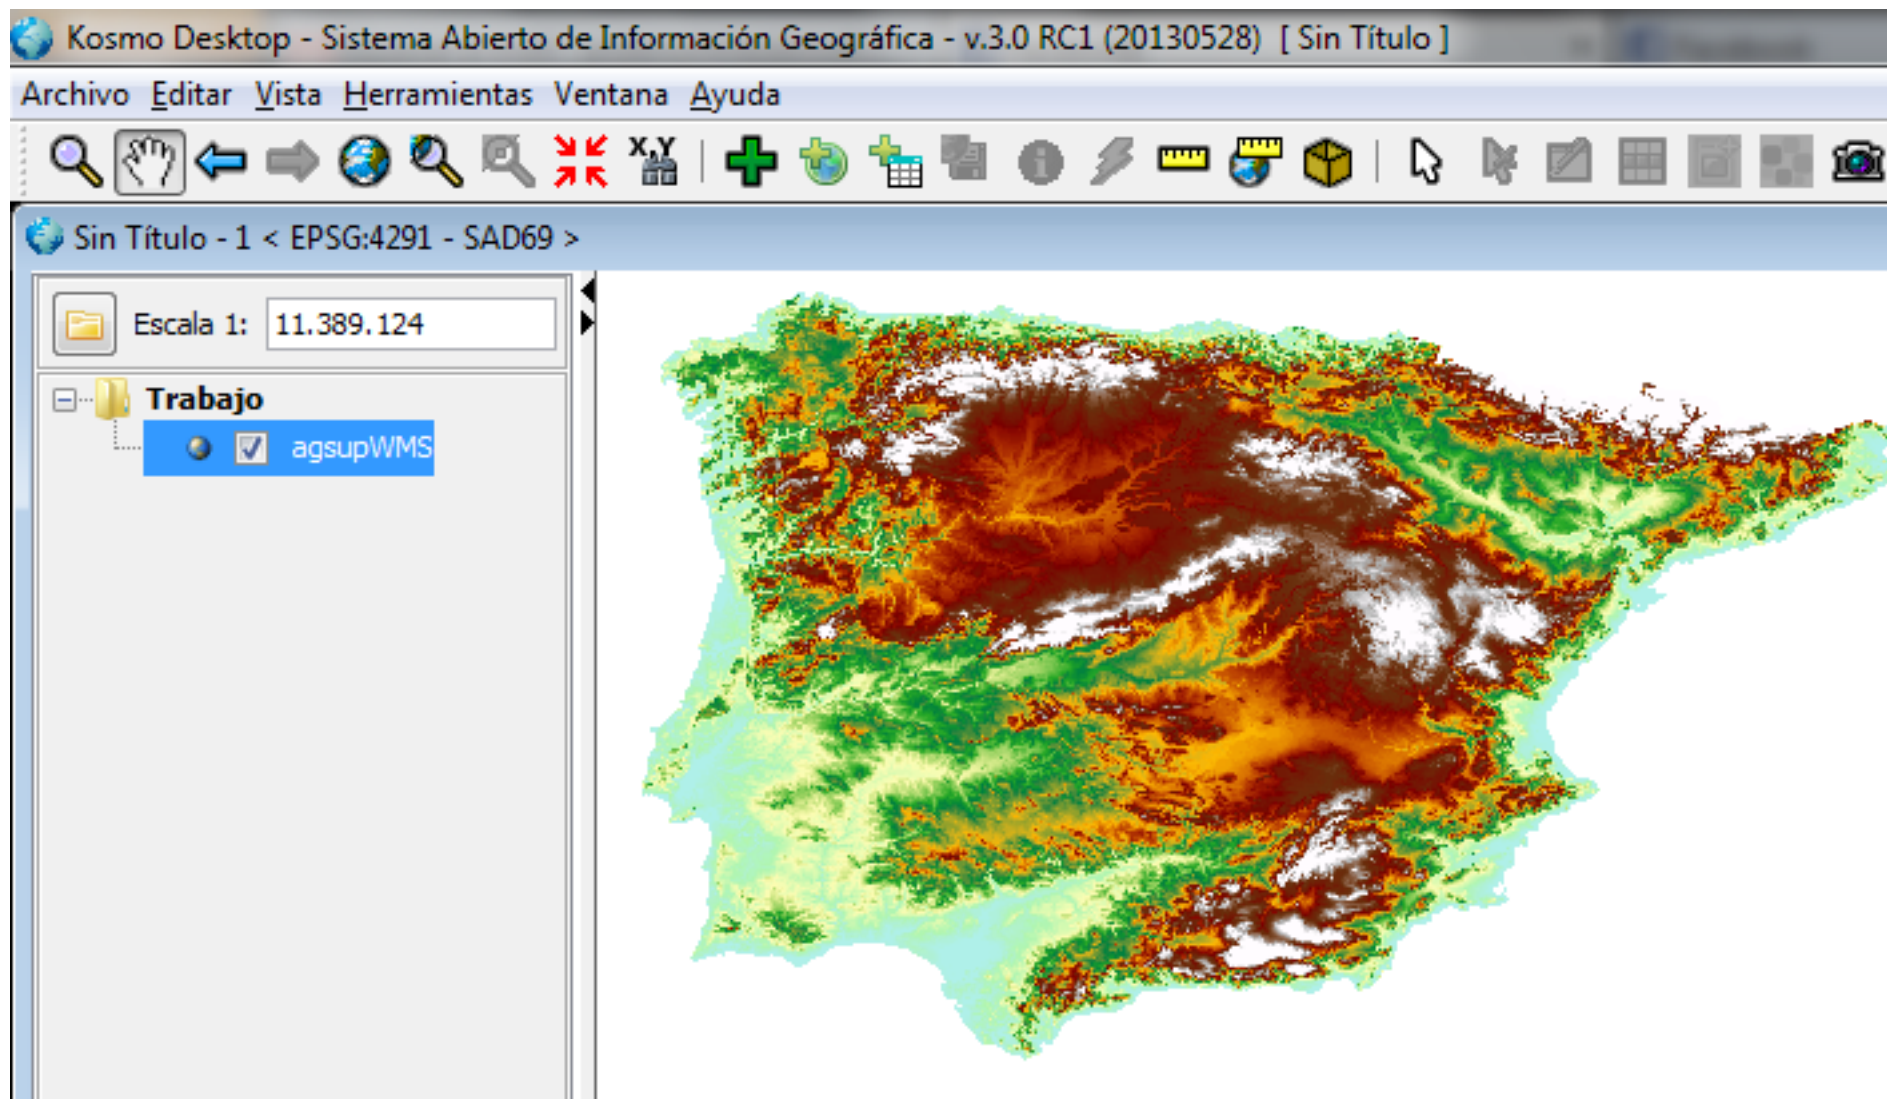 Kosmo Desktop - Sistema Abierto de Información Geográfica - v.3.0 RC1 (20130528) [ Sin Título ]
Archivo Editar Vista Herramientas Ventana Ayuda
X,Y
Sin Título - 1 < EPSG:4291 - SAD69 >
Escala 1: 11.389.124
Trabajo
agsupWMS